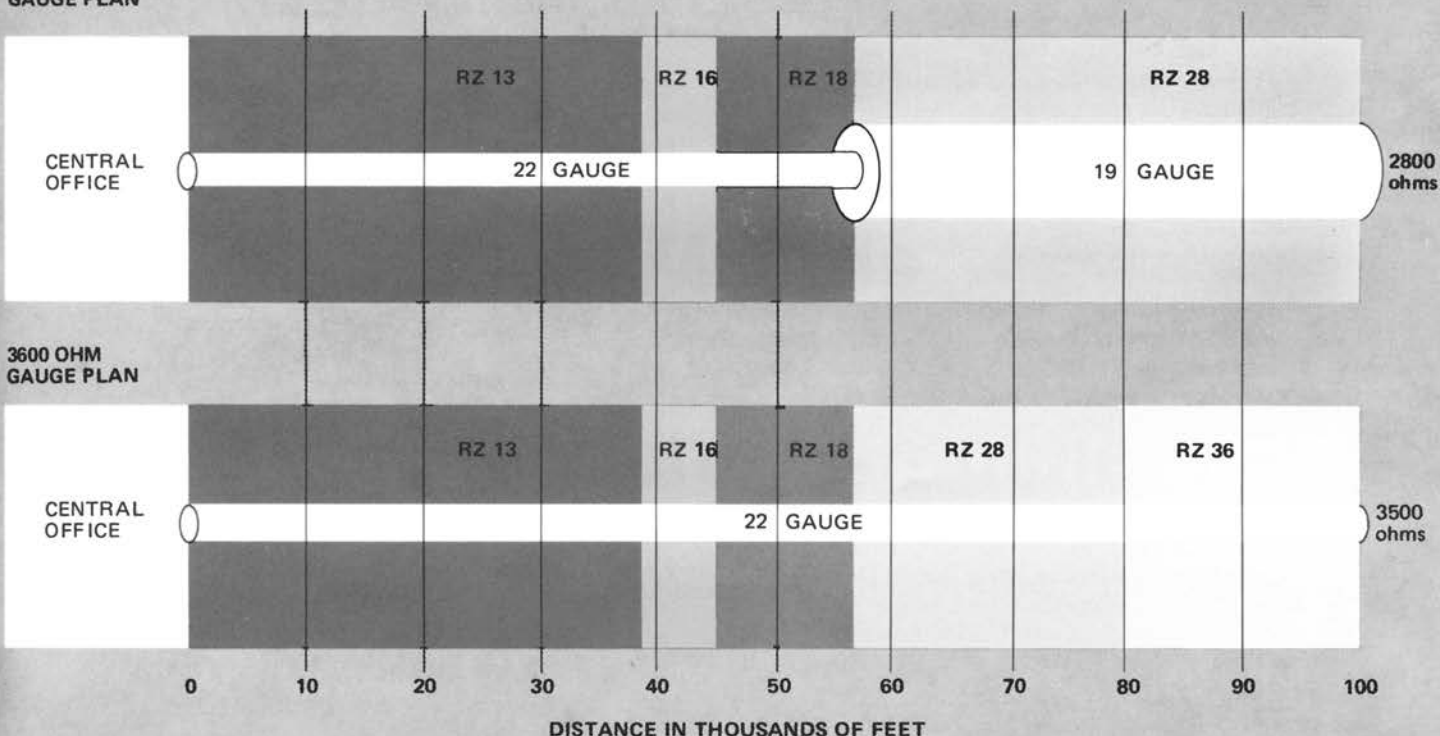 GAUGE PLAN
RZ 13 RZ 16 RZ 18 RZ 28
CENTRAL
OFFICE
22 GAUGE
19 GAUGE
2800
ohms
3600 OHM
GAUGE PLAN
RZ 13 RZ 16 RZ 18 RZ 28 RZ 36
CENTRAL
OFFICE
22 GAUGE
3500
ohms
0 10 20 30 40 50 60 70 80 90 100
DISTANCE IN THOUSANDS OF FEET